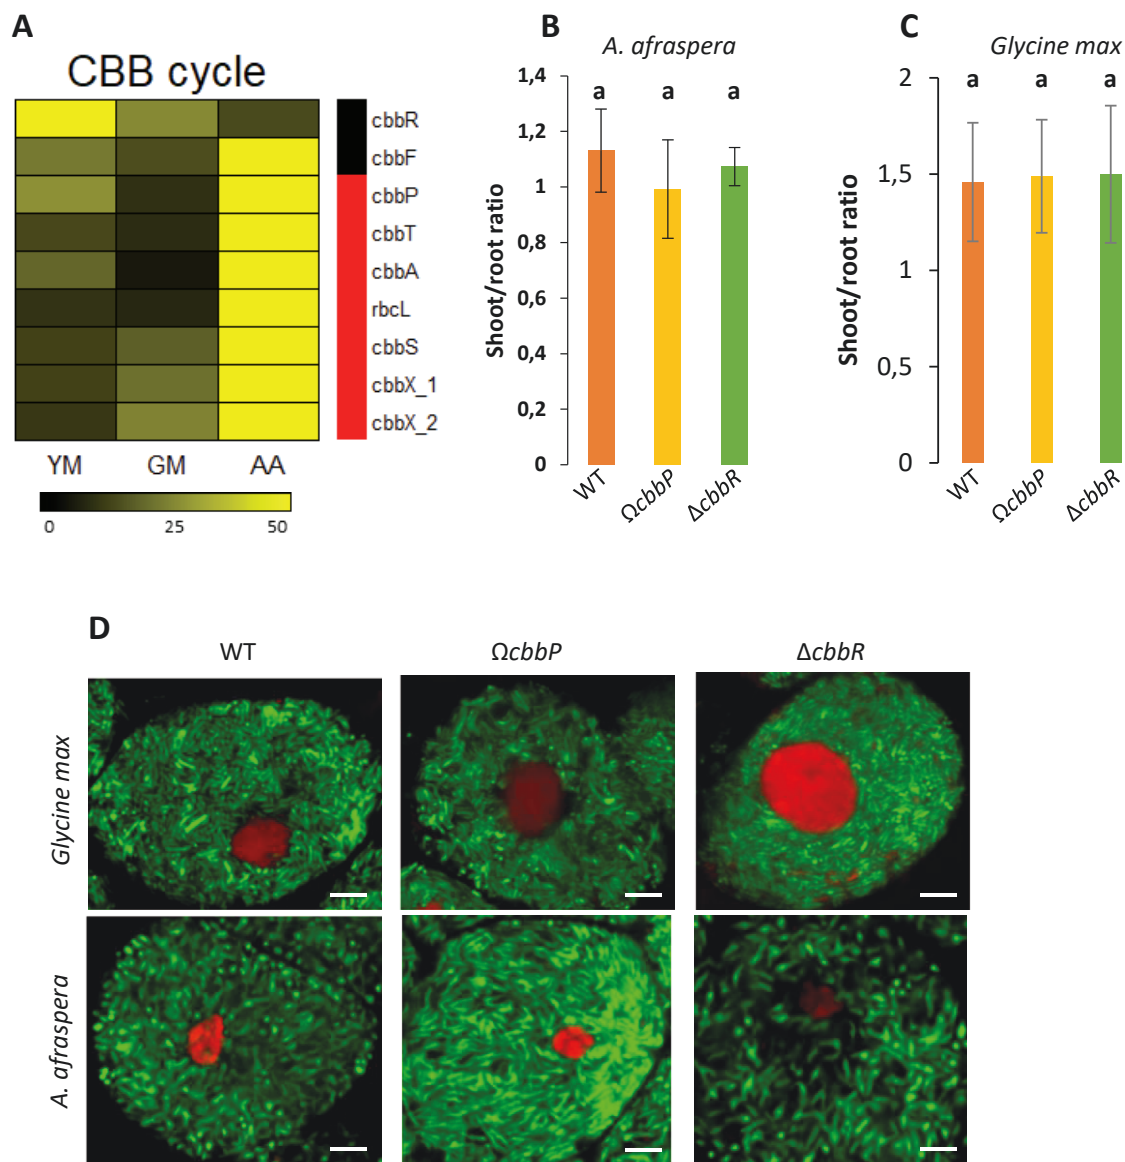 A
CBB cycle
cbbR
cbbF
cbbP
cbbT
cbbA
rbcL
cbbS
cbbX_1
cbbX_2
YM GM AA
0 25 50
B
A. afraspera
Shoot/root ratio
1,4
1,2
1
0,8
0,6
0,4
0,2
0
a a a
WT ΩcbbP ΔcbbR
C
Glycine max
Shoot/root ratio
2
1,5
1
0,5
0
a a a
WT ΩcbbP ΔcbbR
D
WT ΩcbbP ΔcbbR
Glycine max
A. afraspera